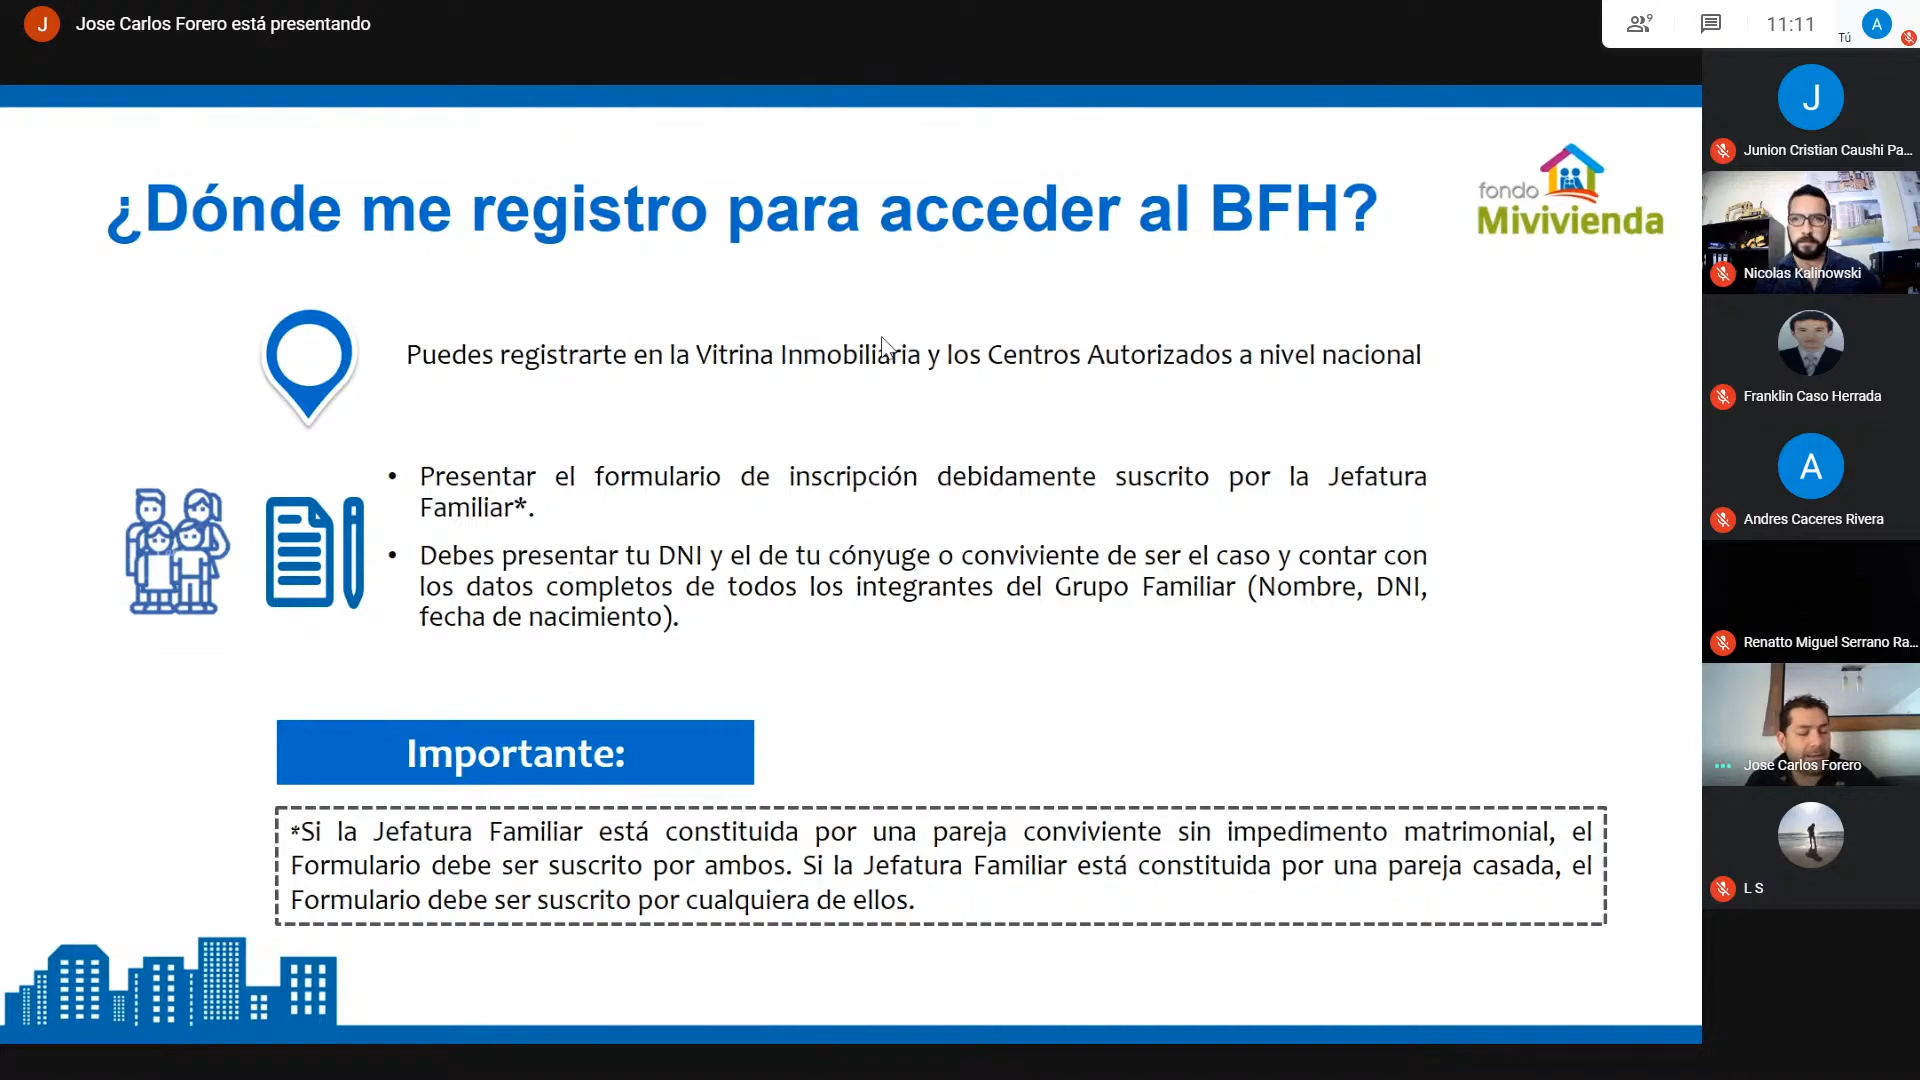 J
Jose Carlos Forero está presentando
9
11:11
Tú
A
¿Dónde me registro para acceder al BFH?
fondo
Mivivienda
Puedes registrarte en la Vitrina Inmobiliaria y los Centros Autorizados a nivel nacional
• Presentar el formulario de inscripción debidamente suscrito por la Jefatura
Familiar*.
• Debes presentar tu DNI y el de tu cónyuge o conviviente de ser el caso y contar con
los datos completos de todos los integrantes del Grupo Familiar (Nombre, DNI,
fecha de nacimiento).
Importante:
*Si la Jefatura Familiar está constituida por una pareja conviviente sin impedimento matrimonial, el
Formulario debe ser suscrito por ambos. Si la Jefatura Familiar está constituida por una pareja casada, el
Formulario debe ser suscrito por cualquiera de ellos.
J
Junion Cristian Caushi Pa...
Nicolas Kalinowski
Franklin Caso Herrada
A
Andres Caceres Rivera
Renatto Miguel Serrano Ra...
Jose Carlos Forero
L S